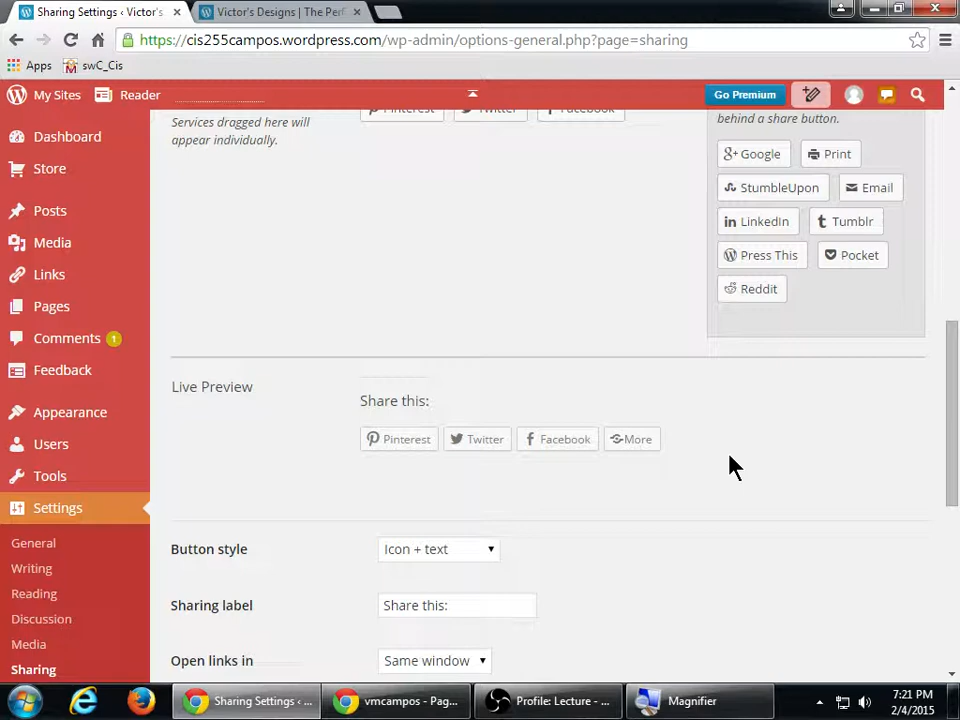 Sharing Settings ‹ Victor's
Victor's Designs | The Perf
https://cis255campos.wordpress.com/wp-admin/options-general.php?page=sharing
Apps
swC_Cis
My Sites
Reader
Go Premium
Dashboard
Store
Posts
Media
Links
Pages
Comments 1
Feedback
Appearance
Users
Tools
Settings
General
Writing
Reading
Discussion
Media
Sharing
Services dragged here will
appear individually.
Pinterest
Twitter
Facebook
behind a share button.
Google
Print
StumbleUpon
Email
LinkedIn
Tumblr
Press This
Pocket
Reddit
Live Preview
Share this:
Pinterest
Twitter
Facebook
More
Button style
Icon + text
Sharing label
Share this:
Open links in
Same window
Sharing Settings ‹ ...
vmcampos - Pag...
Profile: Lecture - ...
Magnifier
7:21 PM
2/4/2015